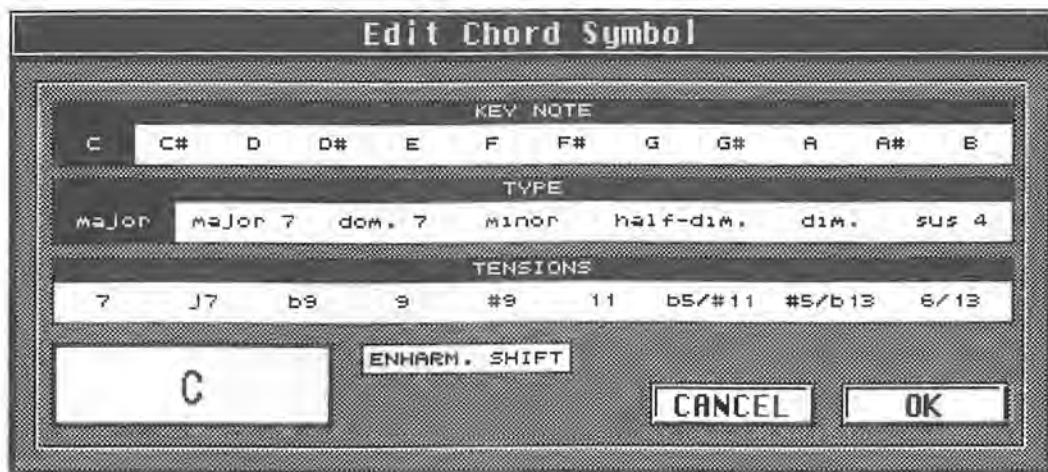 Edit Chord Symbol
KEY NOTE
C C# D D# E F F# G G# A A# B
TYPE
major major 7 dom. 7 minor half-dim. dim. sus 4
TENSIONS
7 J7 b9 9 #9 11 b5/#11 #5/b13 6/13
ENHARM. SHIFT
C
CANCEL OK